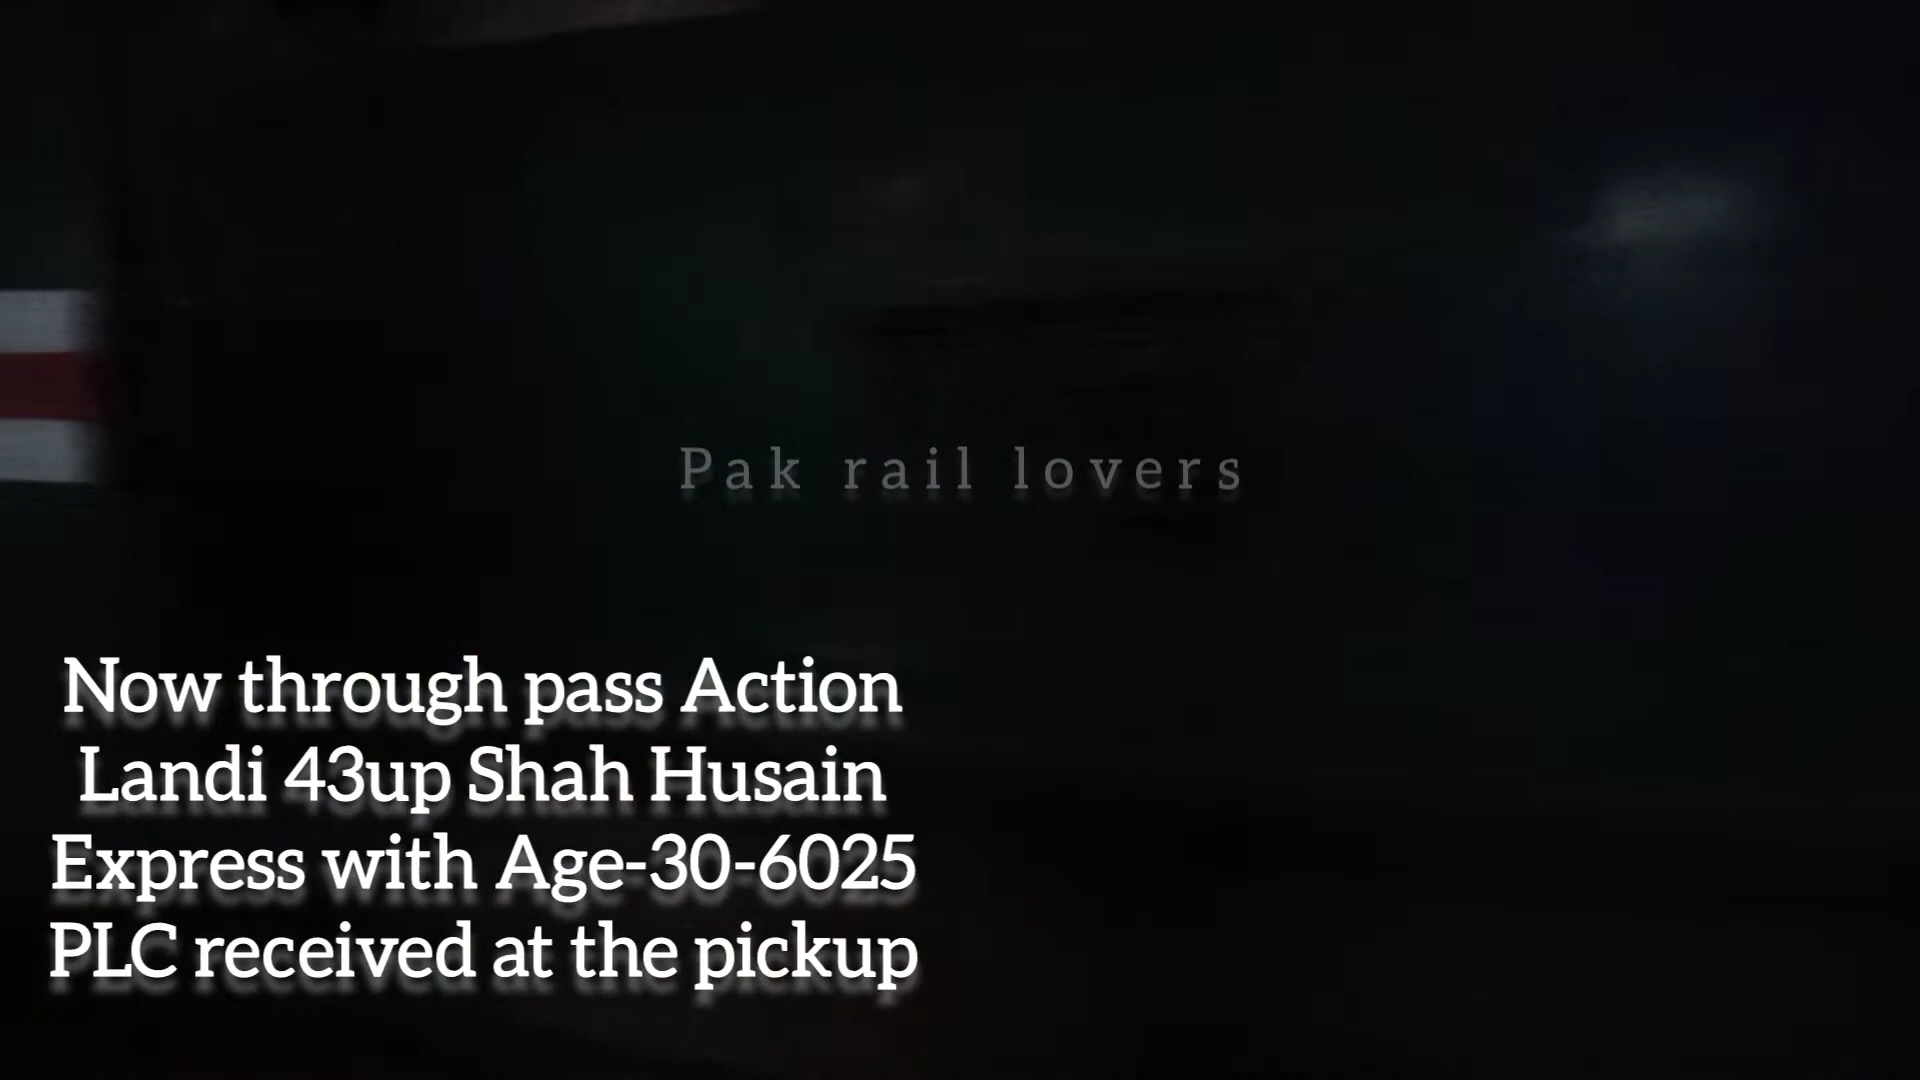 Pak rail lovers
Now through pass Action
Landi 43up Shah Husain
Express with Age-30-6025
PLC received at the pickup